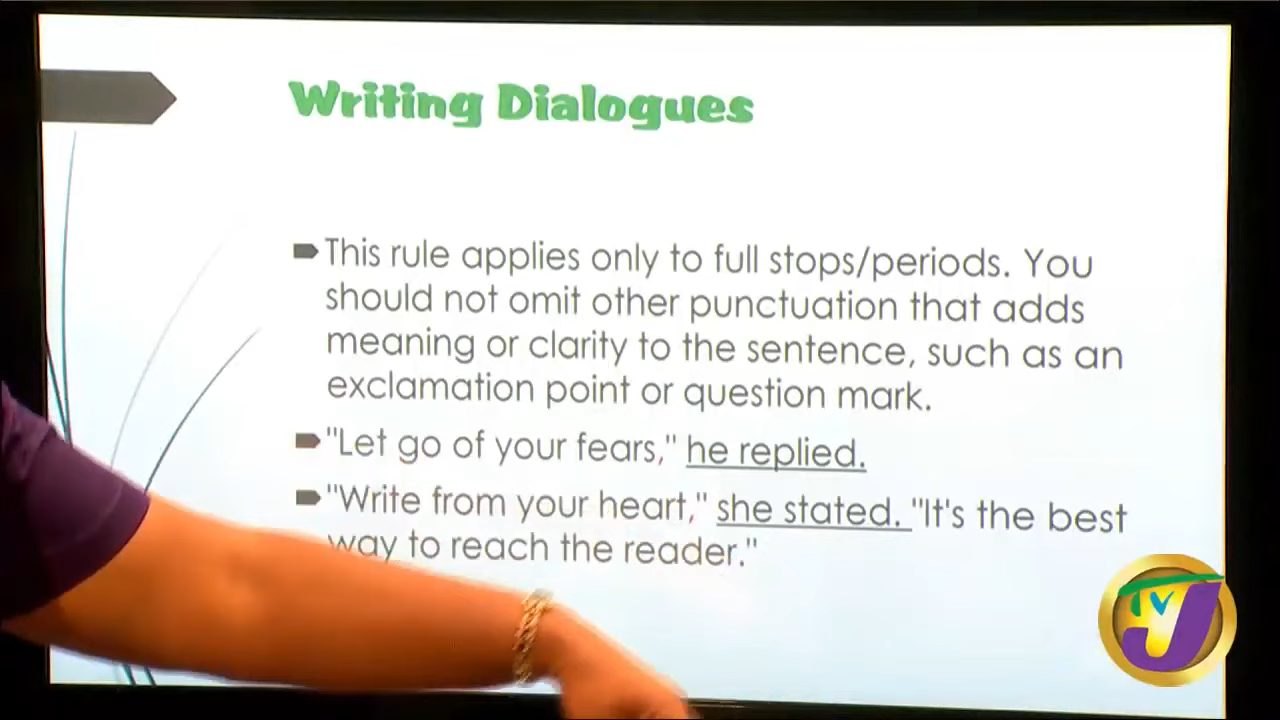 Writing Dialogues
This rule applies only to full stops/periods. You
should not omit other punctuation that adds
meaning or clarity to the sentence, such as an
exclamation point or question mark.
"Let go of your fears," he replied.
"Write from your heart," she stated. "It's the best
way to reach the reader."
TVJ